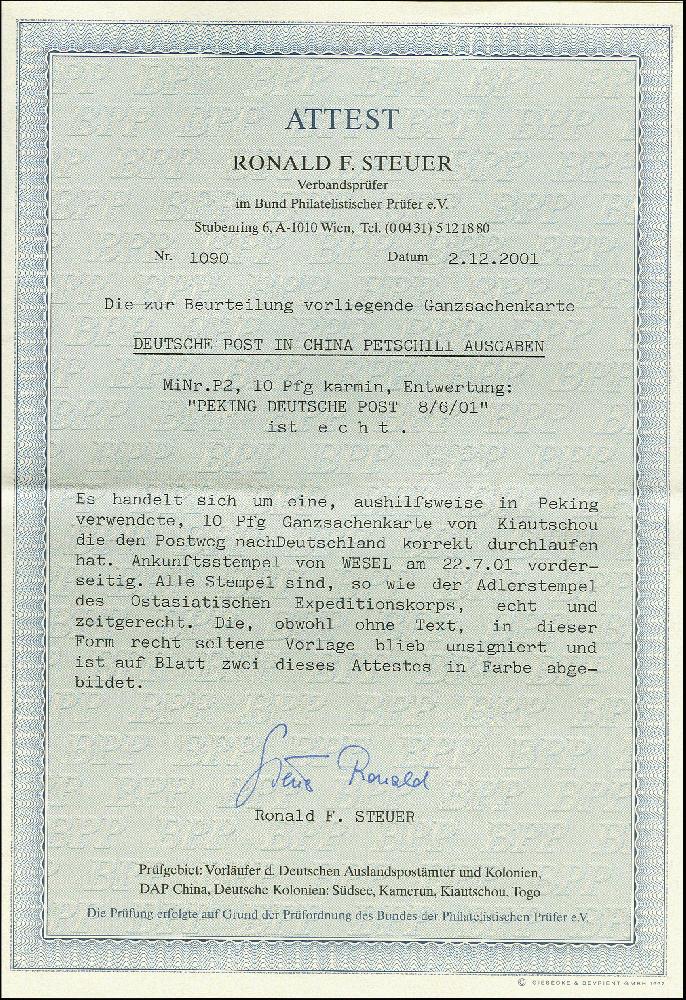 ATTEST
RONALD F. STEUER
Verbandsprüfer
im Bund Philatelistischer Prüfer e.V.
Stubenring 6, A-1010 Wien, Tel. (00431) 5121880
Nr. 1090 Datum 2.12.2001
Die zur Beurteilung vorliegende Ganzsachenkarte
DEUTSCHE POST IN CHINA PETSCHILI AUSGABEN
MiNr.P2, 10 Pfg karmin, Entwertung:
"PEKING DEUTSCHE POST 8/6/01"
ist echt.
Es handelt sich um eine, aushilfsweise in Peking
verwendete, 10 Pfg Ganzsachenkarte von Kiautschou
die den Postweg nachDeutschland korrekt durchlaufen
hat. Ankunftsstempel von WESEL am 22.7.01 vorder-
seitig. Alle Stempel sind, so wie der Adlerstempel
des Ostasiatischen Expeditionskorps, echt und
zeitgerecht. Die, obwohl ohne Text, in dieser
Form recht seltene Vorlage blieb unsigniert und
ist auf Blatt zwei dieses Attestes in Farbe abge-
bildet.
Steuer Ronald
Ronald F. STEUER
Prüfgebiet: Vorläufer d. Deutschen Auslandspostämter und Kolonien,
DAP China, Deutsche Kolonien: Südsee, Kamerun, Kiautschou, Togo
Die Prüfung erfolgte auf Grund der Prüfordnung des Bundes der Philatelistischen Prüfer e.V.
© GIESECKE & DEVRIENT GMBH